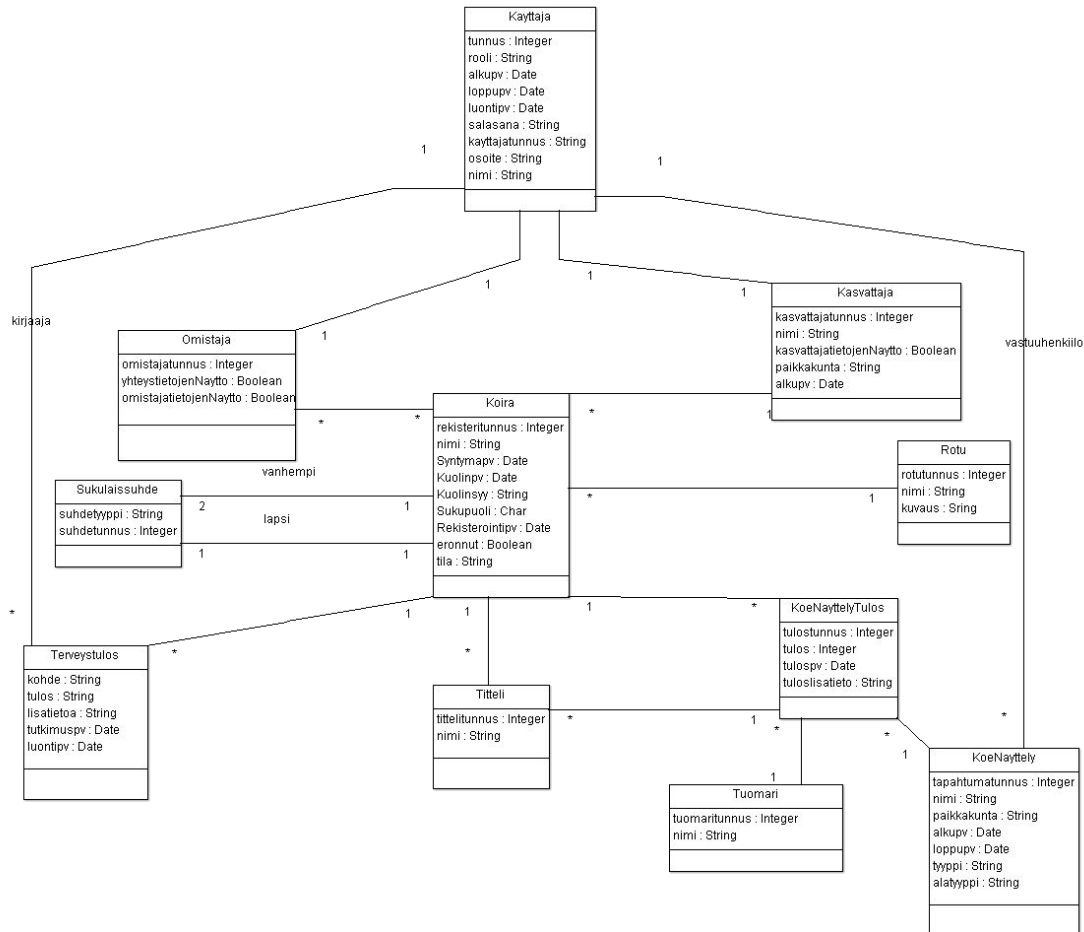 Kayttaja
tunnus : Integer
rooli : String
alkupv : Date
loppupv : Date
luontipv : Date
salasana : String
kayttajatunnus : String
osoite : String
nimi : String
1
1
1
1
1
1
kirjaaja
vastuuhenkiilo
Omistaja
omistajatunnus : Integer
yhteystietojenNaytto : Boolean
omistajatietojenNaytto : Boolean
Kasvattaja
kasvattajatunnus : Integer
nimi : String
kasvattajatietojenNaytto : Boolean
paikkakunta : String
alkupv : Date
*
*
*
1
Koira
rekisteritunnus : Integer
nimi : String
Syntymapv : Date
Kuolinpv : Date
Kuolinsyy : String
Sukupuoli : Char
Rekisterointipv : Date
eronnut : Boolean
tila : String
Rotu
rotutunnus : Integer
nimi : String
kuvaus : Sring
*
1
vanhempi
Sukulaissuhde
suhdetyyppi : String
suhdetunnus : Integer
2
1
lapsi
1
1
*
*
1
1
*
1
*
Terveystulos
kohde : String
tulos : String
lisatietoa : String
tutkimuspv : Date
luontipv : Date
KoeNayttelyTulos
tulostunnus : Integer
tulos : Integer
tulospv : Date
tuloslisatieto : String
Titteli
tittelitunnus : Integer
nimi : String
*
1
*
1
*
1
*
Tuomari
tuomaritunnus : Integer
nimi : String
KoeNayttely
tapahtumatunnus : Integer
nimi : String
paikkakunta : String
alkupv : Date
loppupv : Date
tyyppi : String
alatyyppi : String